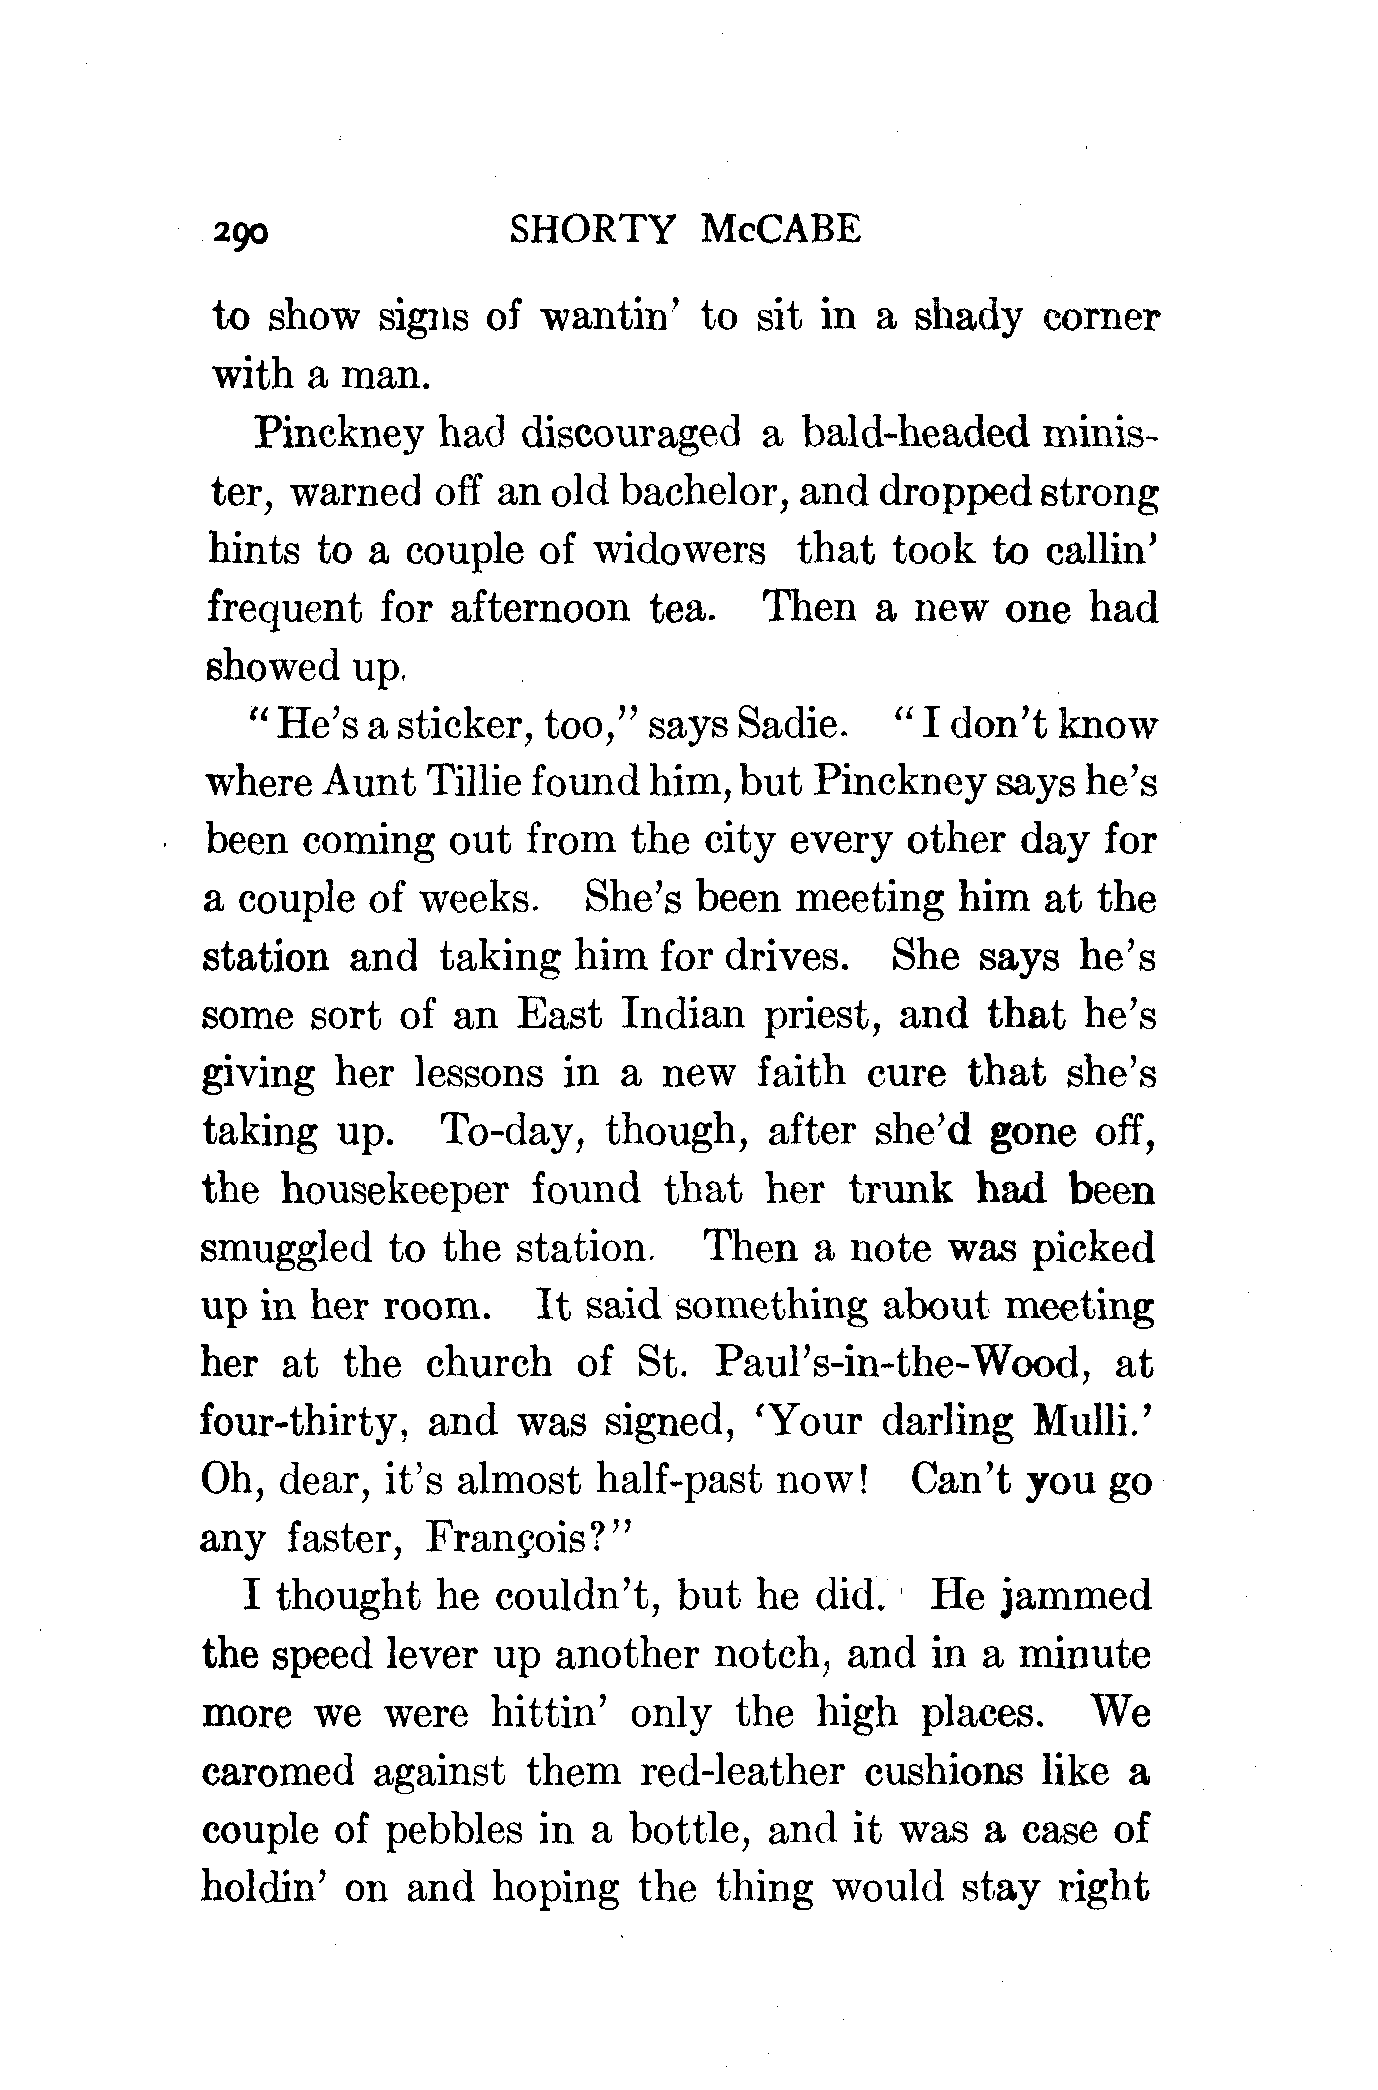 290 SHORTY McCABE
to show signs of wantin' to sit in a shady corner
with a man.
Pinckney had discouraged a bald-headed minis-
ter, warned off an old bachelor, and dropped strong
hints to a couple of widowers that took to callin'
frequent for afternoon tea. Then a new one had
showed up.
"He's a sticker, too," says Sadie. "I don't know
where Aunt Tillie found him, but Pinckney says he's
been coming out from the city every other day for
a couple of weeks. She's been meeting him at the
station and taking him for drives. She says he's
some sort of an East Indian priest, and that he's
giving her lessons in a new faith cure that she's
taking up. To-day, though, after she'd gone off,
the housekeeper found that her trunk had been
smuggled to the station. Then a note was picked
up in her room. It said something about meeting
her at the church of St. Paul's-in-the-Wood, at
four-thirty, and was signed, 'Your darling Mulli.'
Oh, dear, it's almost half-past now! Can't you go
any faster, François?"
I thought he couldn't, but he did. He jammed
the speed lever up another notch, and in a minute
more we were hittin' only the high places. We
caromed against them red-leather cushions like a
couple of pebbles in a bottle, and it was a case of
holdin' on and hoping the thing would stay right